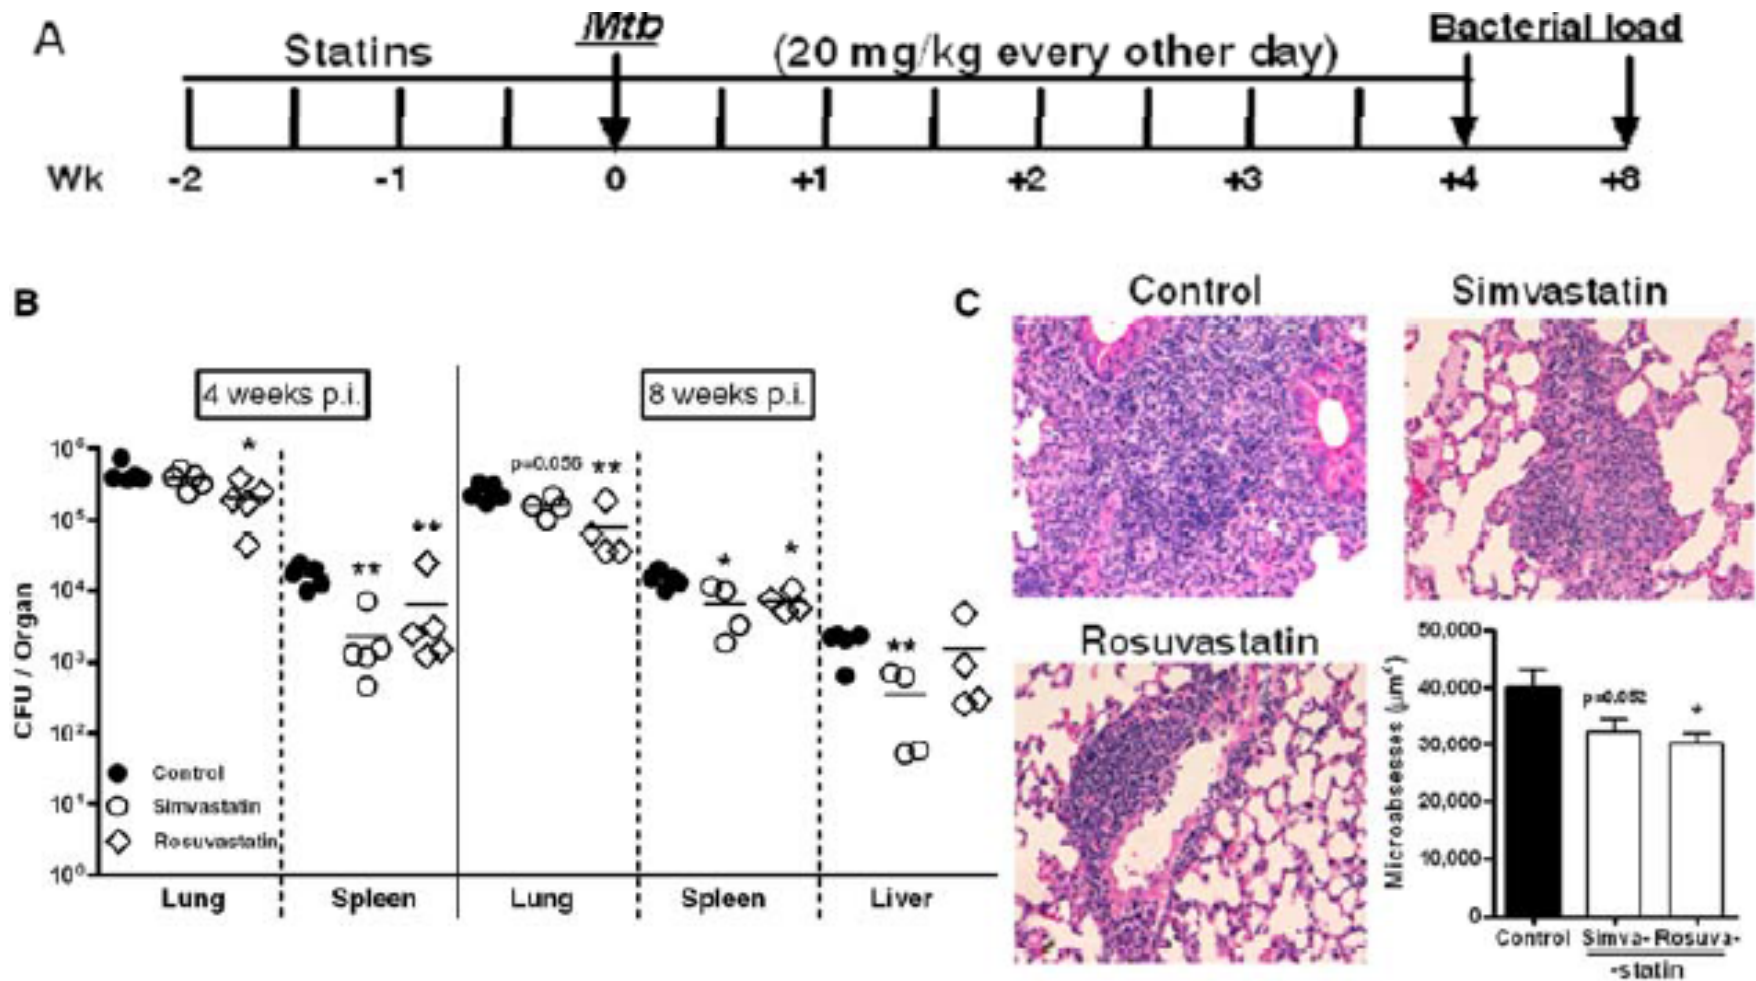 A
Statins
Mtb
(20 mg/kg every other day)
Bacterial load
Wk -2 -1 0 +1 +2 +3 +4 +8
B
4 weeks p.i.
8 weeks p.i.
CFU / Organ
10⁶
10⁵
10⁴
10³
10²
10¹
10⁰
*
**
**
p=0.056 **
*
*
**
Control
Simvastatin
Rosuvastatin
Lung Spleen Lung Spleen Liver
C
Control
Simvastatin
Rosuvastatin
Microabsesses (μm²)
50,000
40,000
30,000
20,000
10,000
0
p=0.052
*
Control Simva- Rosuva-
-statin